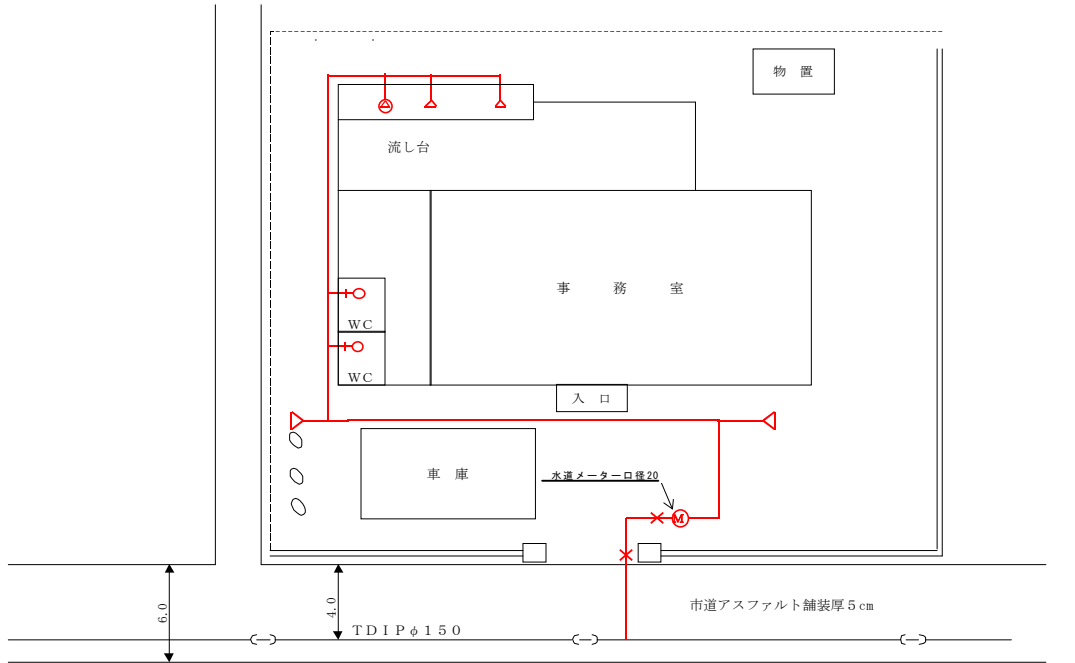 物　置
流し台
事　務　室
WC
WC
入　口
車　庫
水道メーター口径20
M
市道アスファルト舗装厚５cm
6.0
4.0
ＴＤＩＰφ１５０